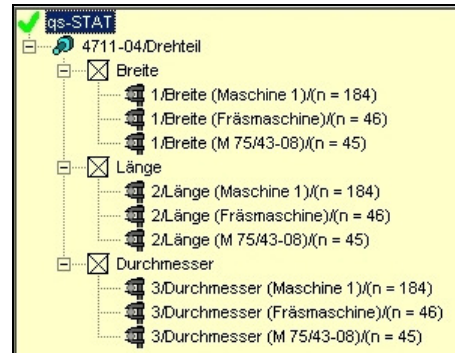 qs-STAT
4711-04/Drehteil
Breite
1/Breite (Maschine 1)/(n = 184)
1/Breite (Fräsmaschine)/(n = 46)
1/Breite (M 75/43-08)/(n = 45)
Länge
2/Länge (Maschine 1)/(n = 184)
2/Länge (Fräsmaschine)/(n = 46)
2/Länge (M 75/43-08)/(n = 45)
Durchmesser
3/Durchmesser (Maschine 1)/(n = 184)
3/Durchmesser (Fräsmaschine)/(n = 46)
3/Durchmesser (M 75/43-08)/(n = 45)